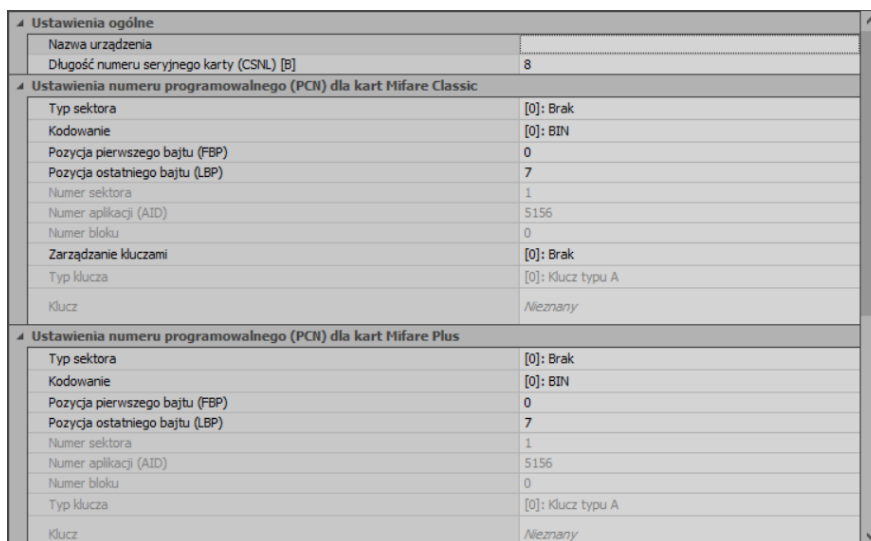 Ustawienia ogólne
Nazwa urządzenia
Długość numeru seryjnego karty (CSNL) [B] 8
Ustawienia numeru programowalnego (PCN) dla kart Mifare Classic
Typ sektora [0]: Brak
Kodowanie [0]: BIN
Pozycja pierwszego bajtu (FBP) 0
Pozycja ostatniego bajtu (LBP) 7
Numer sektora 1
Numer aplikacji (AID) 5156
Numer bloku 0
Zarządzanie kluczami [0]: Brak
Typ klucza [0]: Klucz typu A
Klucz Nieznany
Ustawienia numeru programowalnego (PCN) dla kart Mifare Plus
Typ sektora [0]: Brak
Kodowanie [0]: BIN
Pozycja pierwszego bajtu (FBP) 0
Pozycja ostatniego bajtu (LBP) 7
Numer sektora 1
Numer aplikacji (AID) 5156
Numer bloku 0
Typ klucza [0]: Klucz typu A
Klucz Nieznany